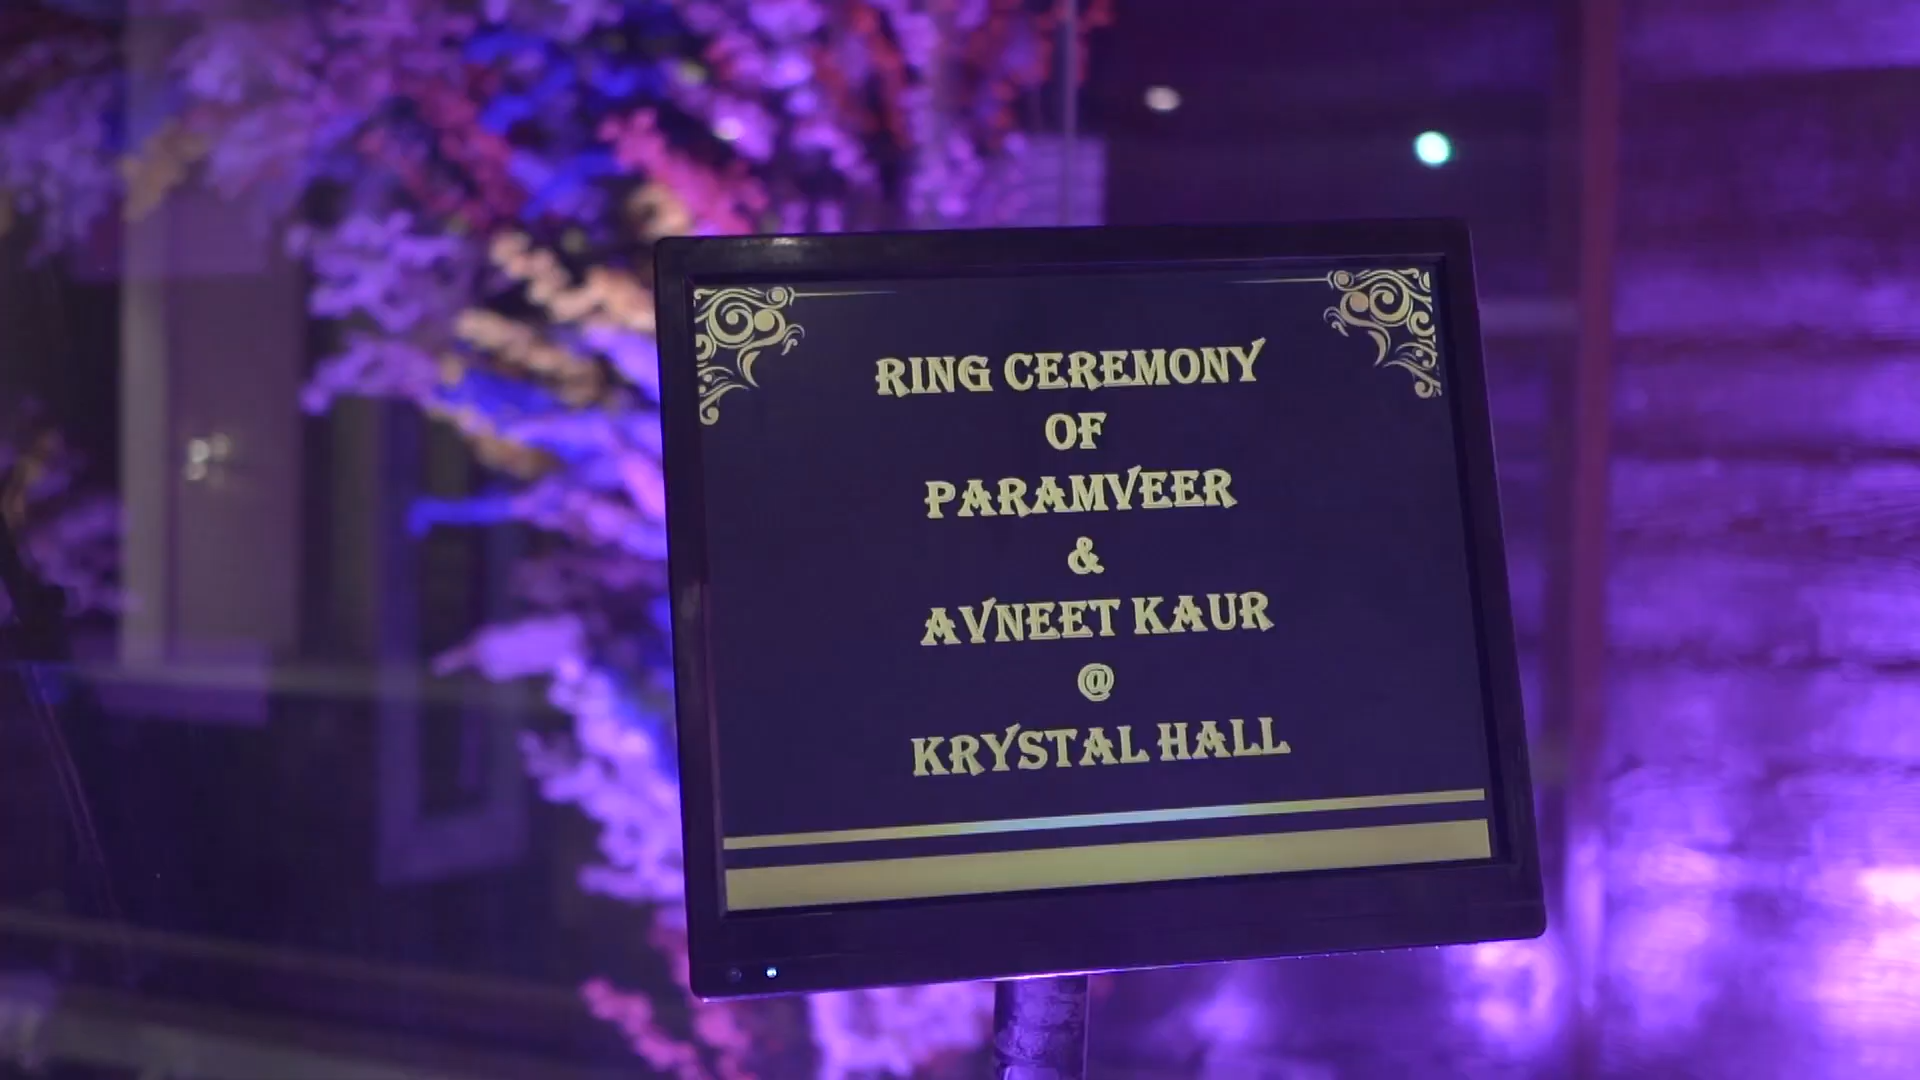 RING CEREMONY
OF
PARAMVEER
&
AVNEET KAUR
@
KRYSTAL HALL